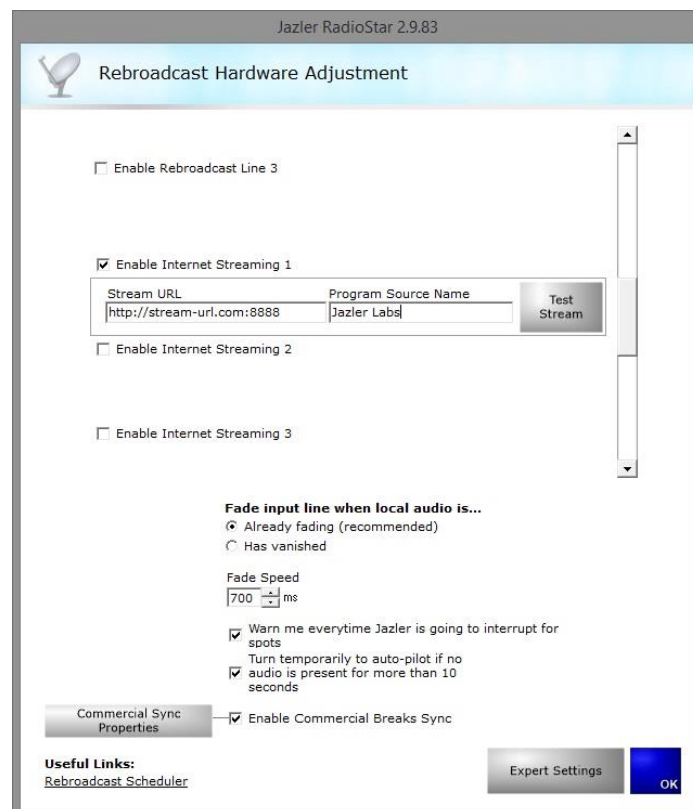 Jazler RadioStar 2.9.83
Rebroadcast Hardware Adjustment
Enable Rebroadcast Line 3
Enable Internet Streaming 1
Stream URL
Program Source Name
http://stream-url.com:8888
Jazler Labs
Test
Stream
Enable Internet Streaming 2
Enable Internet Streaming 3
Fade input line when local audio is...
Already fading (recommended)
Has vanished
Fade Speed
700 ms
Warn me everytime Jazler is going to interrupt for
spots
Turn temporarily to auto-pilot if no
audio is present for more than 10
seconds
Commercial Sync
Properties
Enable Commercial Breaks Sync
Useful Links:
Rebroadcast Scheduler
Expert Settings
OK